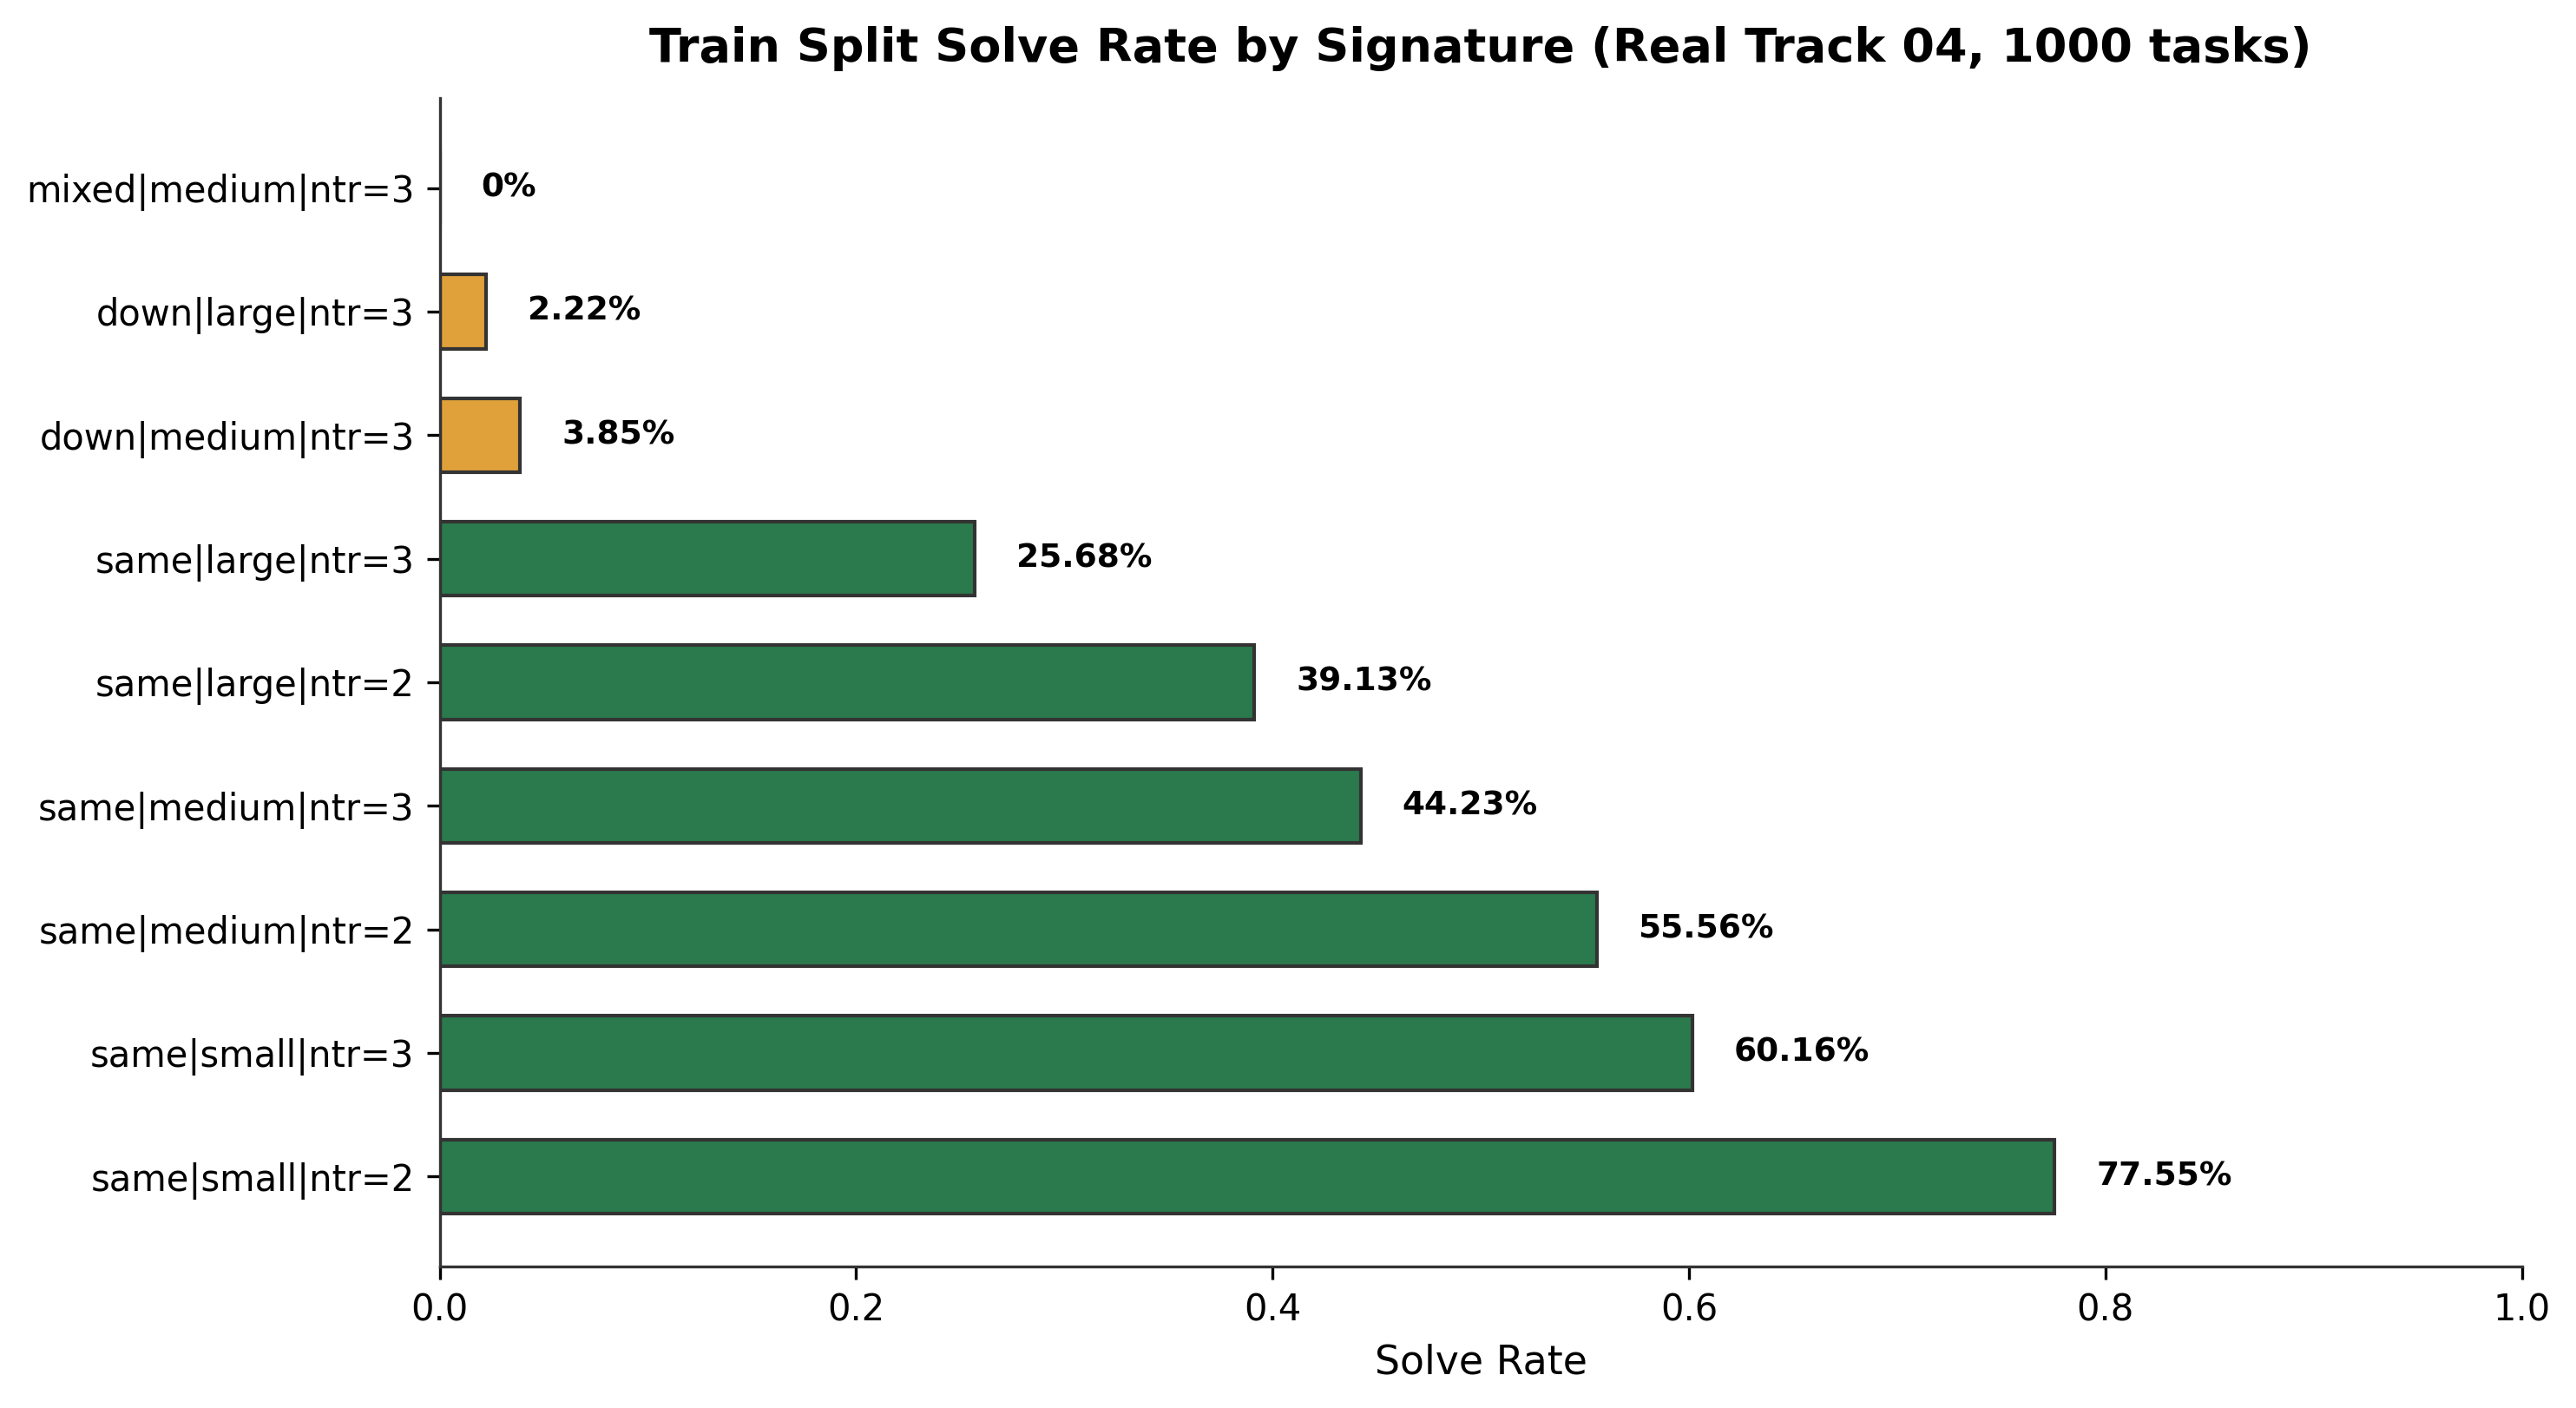 Train Split Solve Rate by Signature (Real Track 04, 1000 tasks)
mixed|medium|ntr=3 0%
down|large|ntr=3 2.22%
down|medium|ntr=3 3.85%
same|large|ntr=3 25.68%
same|large|ntr=2 39.13%
same|medium|ntr=3 44.23%
same|medium|ntr=2 55.56%
same|small|ntr=3 60.16%
same|small|ntr=2 77.55%
0.0 0.2 0.4 0.6 0.8 1.0
Solve Rate